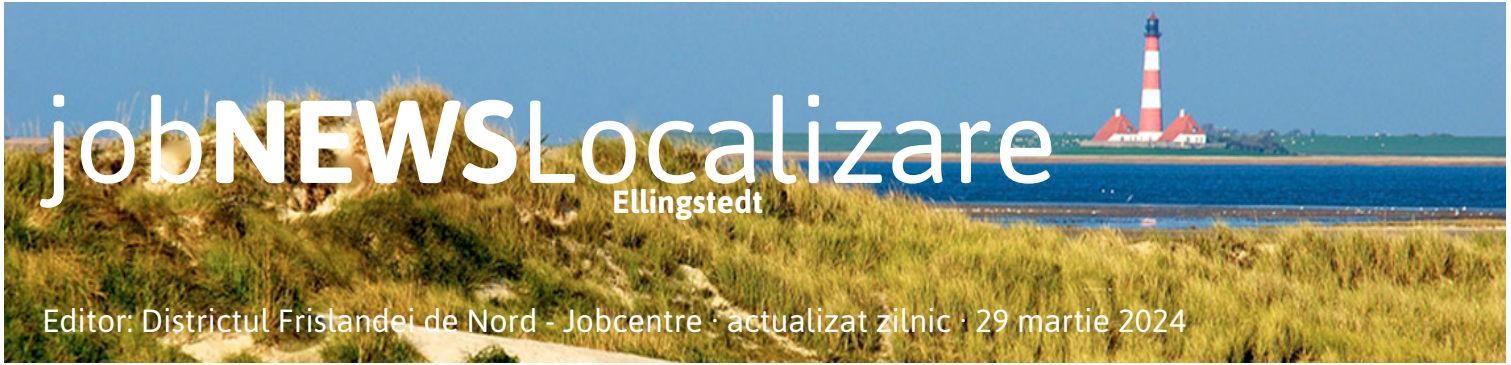 jobNEWSLocalizare
Ellingstedt
Editor: Districtul Frislandei de Nord - Jobcentre · actualizat zilnic · 29 martie 2024